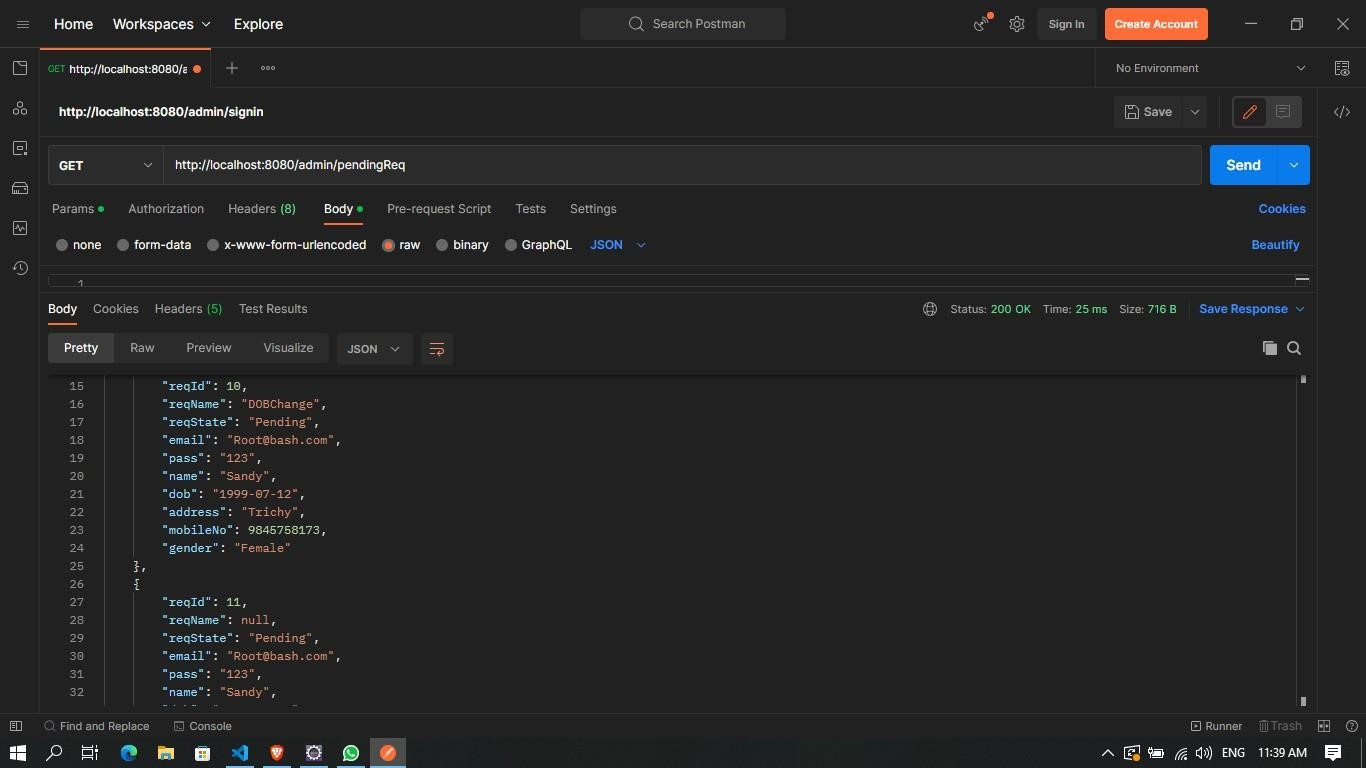 Home Workspaces Explore Search Postman Sign In Create Account
GET http://localhost:8080/a No Environment
http://localhost:8080/admin/signin Save
GET http://localhost:8080/admin/pendingReq Send
Params Authorization Headers (8) Body Pre-request Script Tests Settings Cookies
none form-data x-www-form-urlencoded raw binary GraphQL JSON Beautify
1
Body Cookies Headers (5) Test Results Status: 200 OK Time: 25 ms Size: 716 B Save Response
Pretty Raw Preview Visualize JSON
15 "reqId": 10,
16 "reqName": "DOBChange",
17 "reqState": "Pending",
18 "email": "Root@bash.com",
19 "pass": "123",
20 "name": "Sandy",
21 "dob": "1999-07-12",
22 "address": "Trichy",
23 "mobileNo": 9845758173,
24 "gender": "Female"
25 },
26 {
27 "reqId": 11,
28 "reqName": null,
29 "reqState": "Pending",
30 "email": "Root@bash.com",
31 "pass": "123",
32 "name": "Sandy",
Find and Replace Console Runner Trash
ENG 11:39 AM